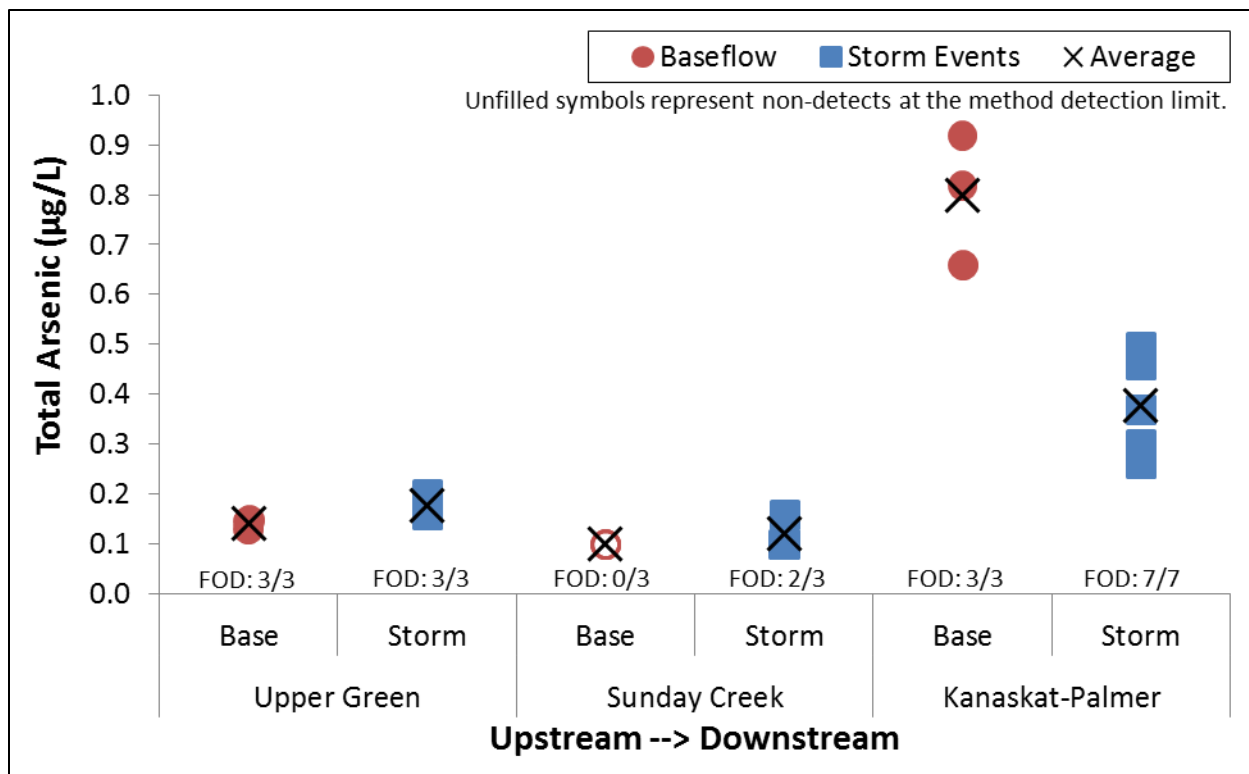 Baseflow Storm Events Average
Unfilled symbols represent non-detects at the method detection limit.
Total Arsenic (µg/L)
1.0
0.9
0.8
0.7
0.6
0.5
0.4
0.3
0.2
0.1
0.0
FOD: 3/3 FOD: 3/3 FOD: 0/3 FOD: 2/3 FOD: 3/3 FOD: 7/7
Base Storm Base Storm Base Storm
Upper Green Sunday Creek Kanaskat-Palmer
Upstream --> Downstream